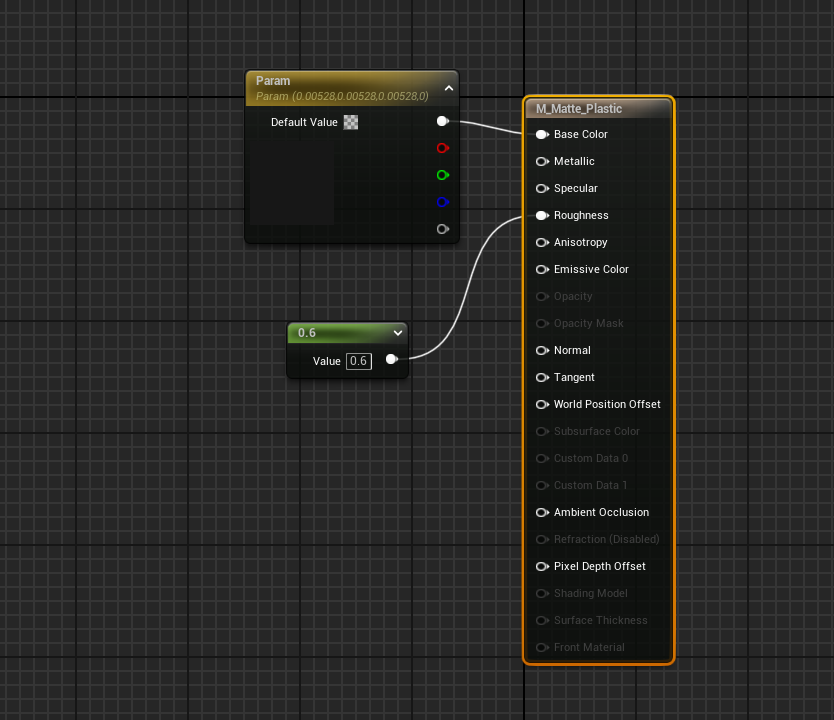 Param
Param (0.00528,0.00528,0.00528,0)
Default Value
0.6
Value 0.6
M_Matte_Plastic
Base Color
Metallic
Specular
Roughness
Anisotropy
Emissive Color
Opacity
Opacity Mask
Normal
Tangent
World Position Offset
Subsurface Color
Custom Data 0
Custom Data 1
Ambient Occlusion
Refraction (Disabled)
Pixel Depth Offset
Shading Model
Surface Thickness
Front Material